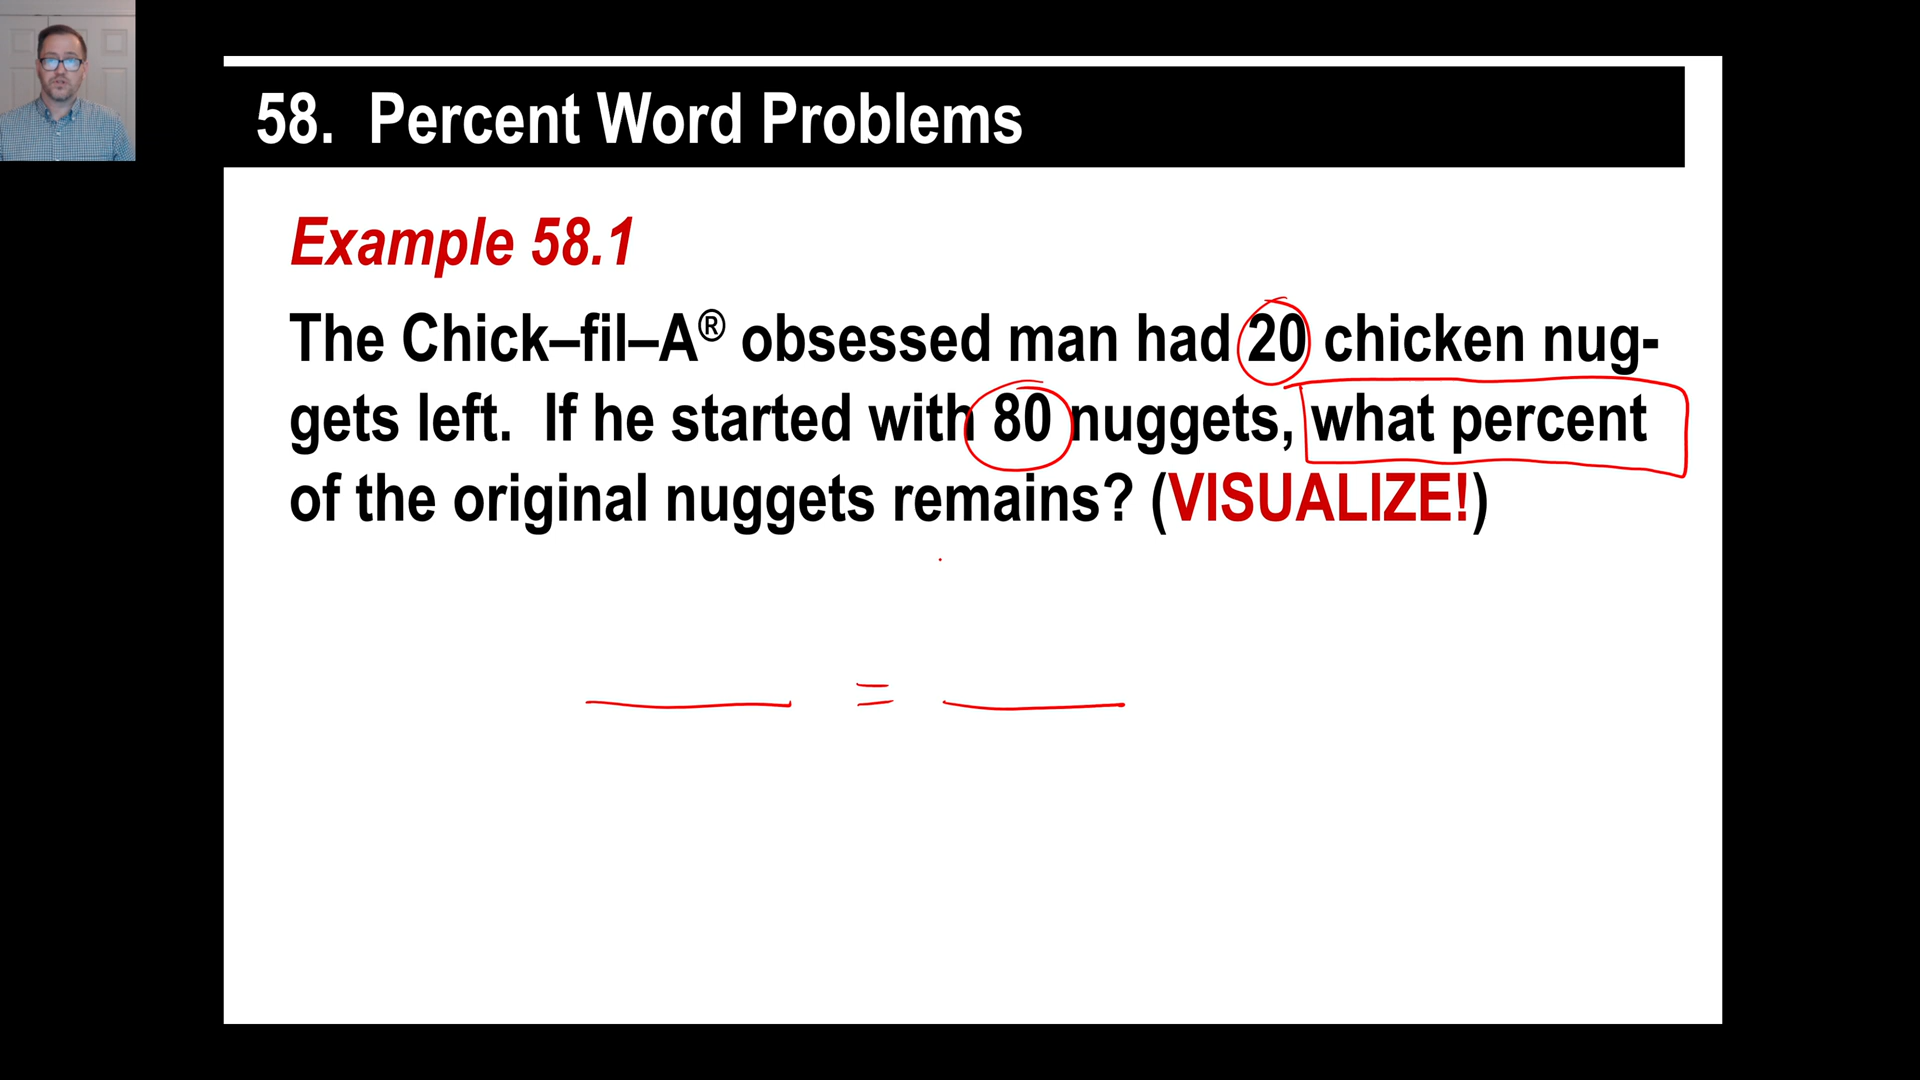 58. Percent Word Problems
Example 58.1
The Chick–fil–A® obsessed man had 20 chicken nug-
gets left. If he started with 80 nuggets, what percent
of the original nuggets remains? (VISUALIZE!)
=